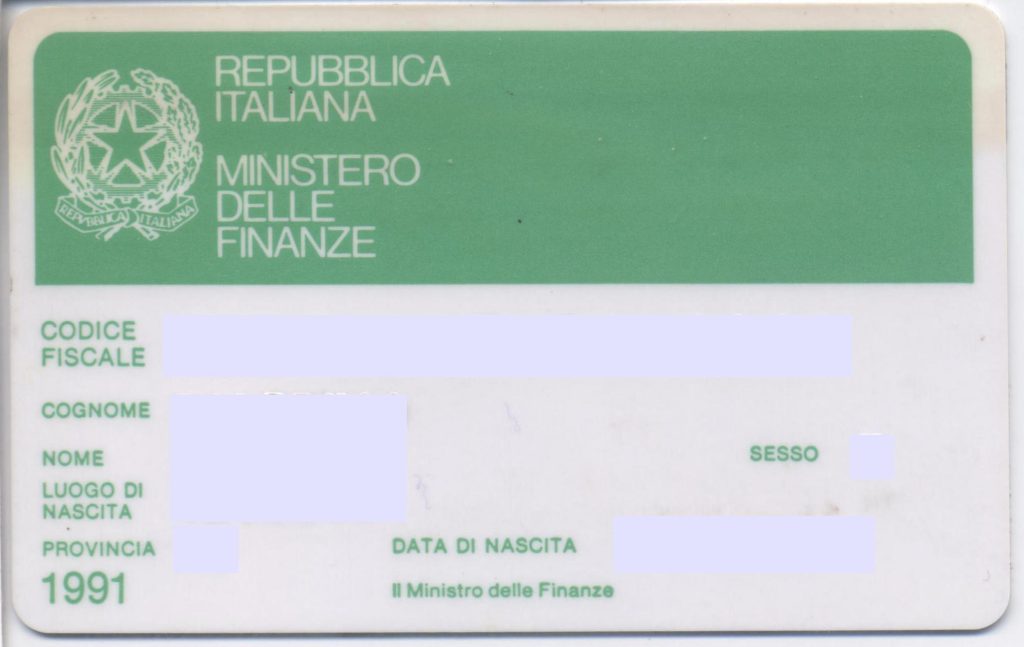 REPUBBLICA
ITALIANA
MINISTERO
DELLE
FINANZE
REPVBBLICA ITALIANA
CODICE
FISCALE
COGNOME
NOME
SESSO
LUOGO DI
NASCITA
PROVINCIA
DATA DI NASCITA
1991
Il Ministro delle Finanze